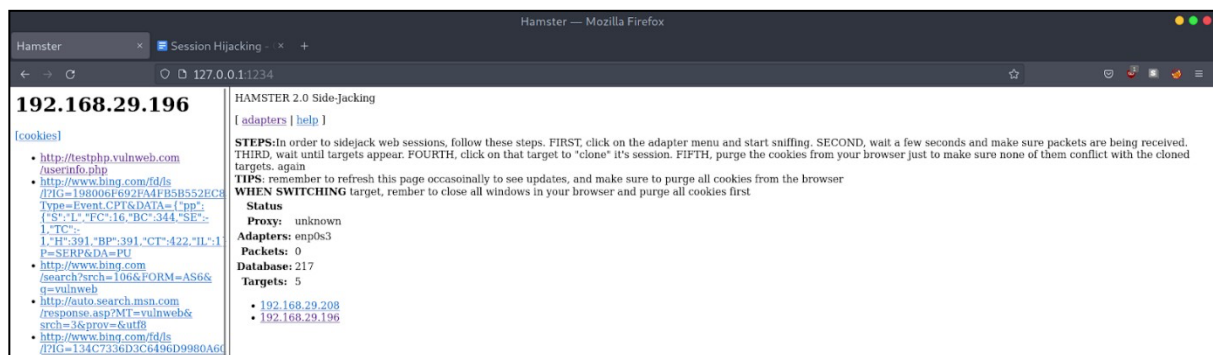 Hamster — Mozilla Firefox
Hamster
Session Hijacking -
127.0.0.1:1234
192.168.29.196
[cookies]
http://testphp.vulnweb.com
/userinfo.php
http://www.bing.com/fd/ls
/l?IG=198006F692FA4FB5B552EC8
Type=Event.CPT&DATA={"pp":
{"S":"L","FC":16,"BC":344,"SE":-
1,"TC":-
1,"H":391,"BP":391,"CT":422,"IL":1
P=SERP&DA=PU
http://www.bing.com
/search?srch=106&FORM=AS6&
q=vulnweb
http://auto.search.msn.com
/response.asp?MT=vulnweb&
srch=3&prov=&utf8
http://www.bing.com/fd/ls
/l?IG=134C7336D3C6496D9980A60
HAMSTER 2.0 Side-Jacking
[ adapters | help ]
STEPS:In order to sidejack web sessions, follow these steps. FIRST, click on the adapter menu and start sniffing. SECOND, wait a few seconds and make sure packets are being received.
THIRD, wait until targets appear. FOURTH, click on that target to "clone" it's session. FIFTH, purge the cookies from your browser just to make sure none of them conflict with the cloned
targets. again
TIPS: remember to refresh this page occasoinally to see updates, and make sure to purge all cookies from the browser
WHEN SWITCHING target, rember to close all windows in your browser and purge all cookies first
Status
Proxy: unknown
Adapters: enp0s3
Packets: 0
Database: 217
Targets: 5
192.168.29.208
192.168.29.196